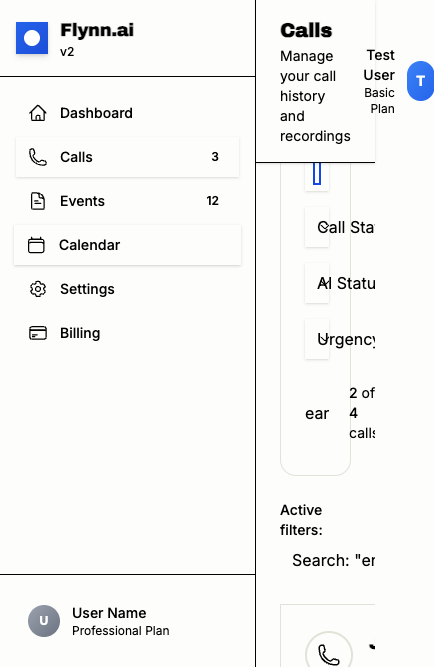 Flynn.ai
v2
Dashboard
Calls 3
Events 12
Calendar
Settings
Billing
User Name
Professional Plan
U
Calls
Manage
your call
history
and
recordings
Test
User
Basic
Plan
T
Call Sta
AI Statu
Urgency
ear
2 of
4
calls
Active
filters:
Search: "er